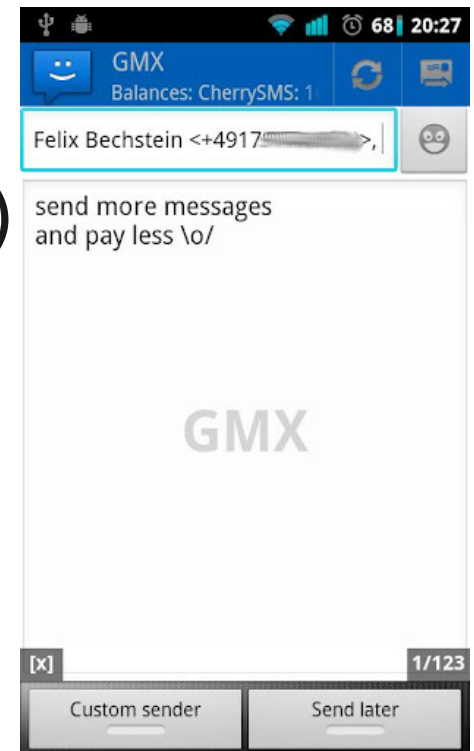 68 20:27
GMX
Balances: CherrySMS: 1
Felix Bechstein <+4917 >,
send more messages
and pay less \o/
GMX
[x]
1/123
Custom sender
Send later